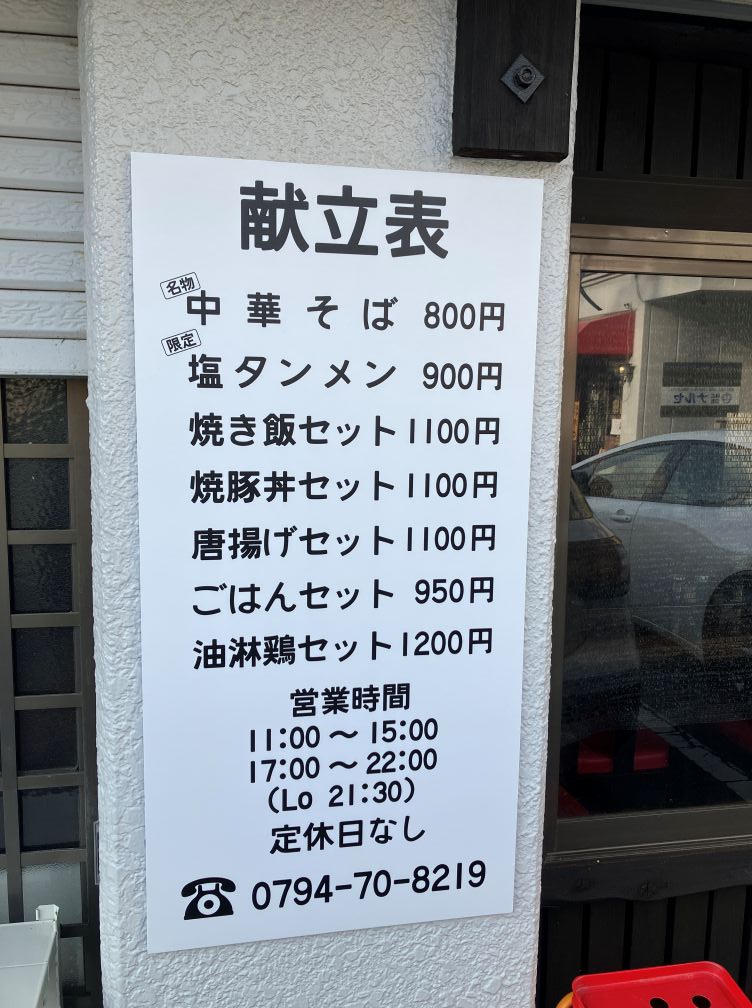 献立表
名物
中華そば 800円
限定
塩タンメン 900円
焼き飯セット1100円
焼豚丼セット1100円
唐揚げセット1100円
ごはんセット 950円
油淋鶏セット1200円
営業時間
11:00～15:00
17:00～22:00
(Lo 21:30)
定休日なし
☎ 0794-70-8219